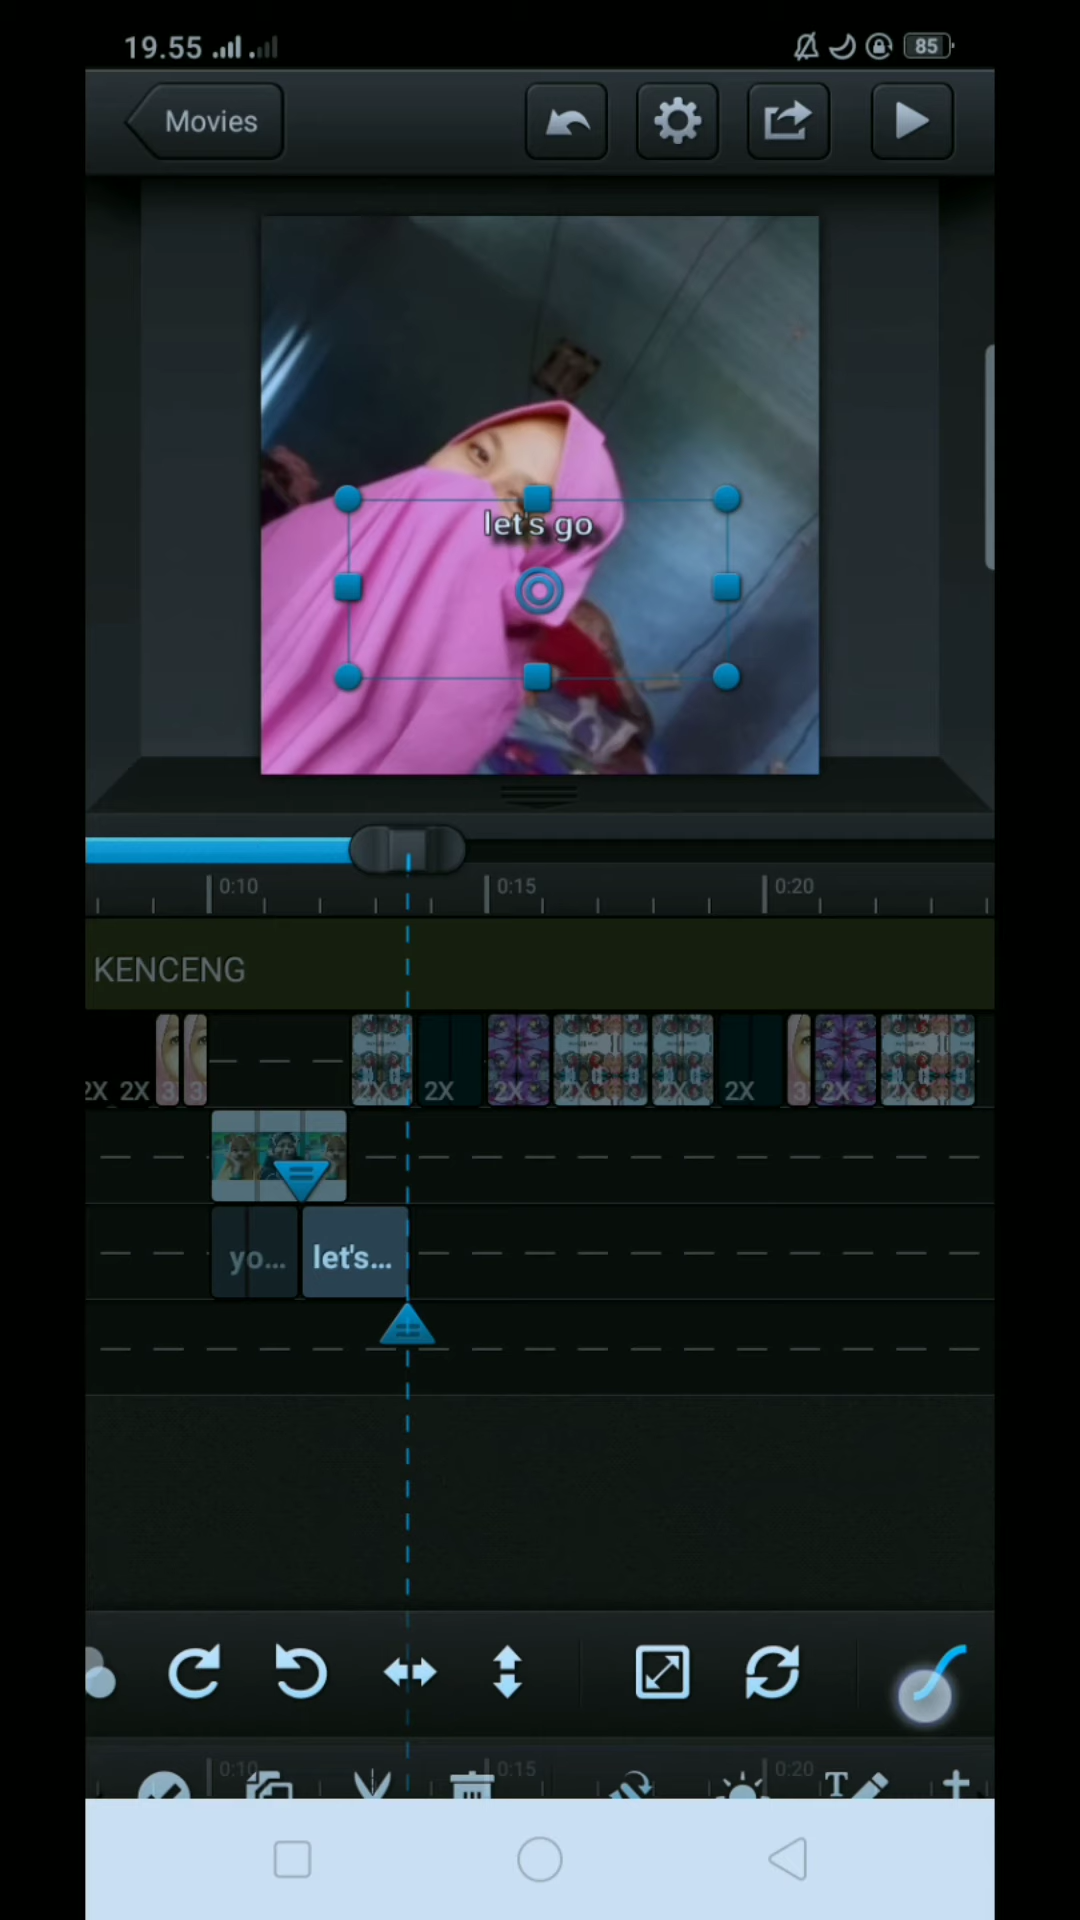 19.55
85
Movies
let's go
0:10
0:15
0:20
KENCENG
2X 2X 3 3 2X 2X 2X 2X 2X 2X 3 2X 2X
yo... let's...
0:10
0:15
0:20
T